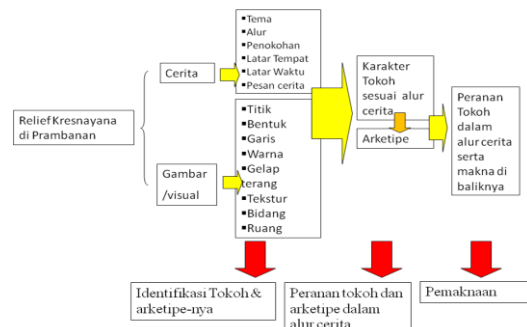 Relief Kresnayana
di Prambanan
Cerita
Gambar
/visual
▪Tema
▪Alur
▪Penokohan
▪Latar Tempat
▪Latar Waktu
▪Pesan cerita
▪Titik
▪Bentuk
▪Garis
▪Warna
▪Gelap
terang
▪Tekstur
▪Bidang
▪Ruang
Karakter
Tokoh
sesuai alur
cerita
Arketipe
Peranan
Tokoh
dalam
alur cerita
serta
makna di
baliknya
Identifikasi Tokoh &
arketipe-nya
Peranan tokoh dan
arketipe dalam
alur cerita
Pemaknaan